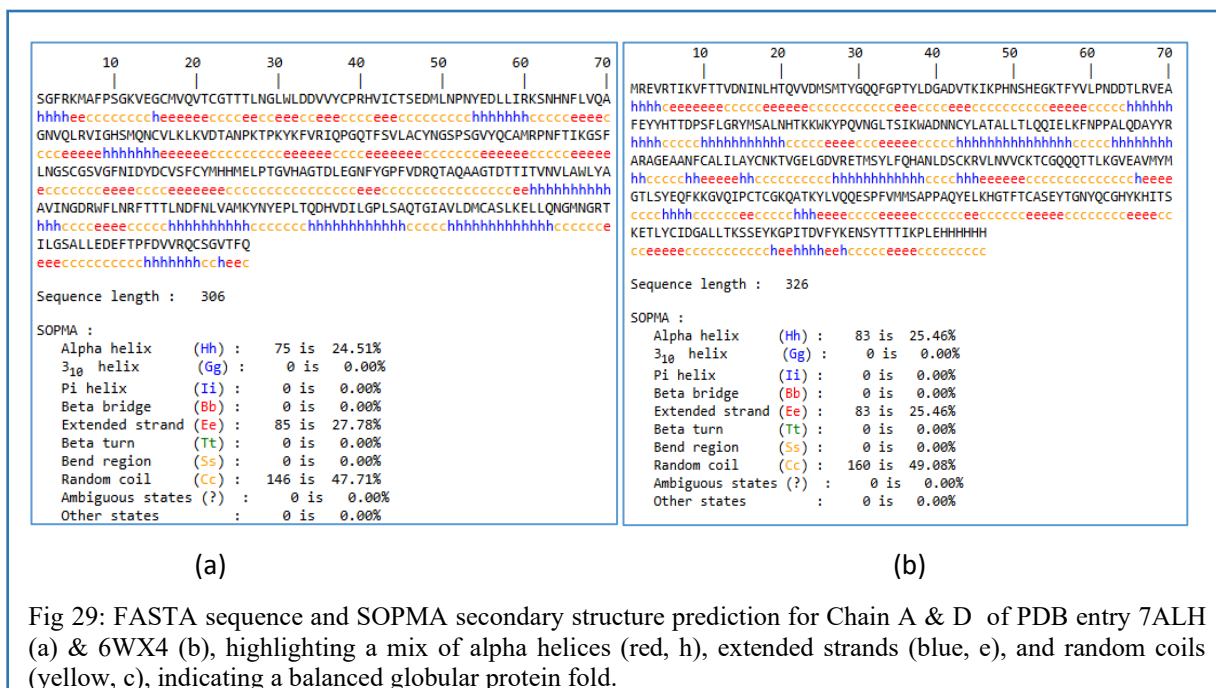 10 20 30 40 50 60 70
| | | | | | |
SGFRKMAFPSGKVEGCMVQVTCGTTTLNGLWLDDVVYCPRHVICTSEDMLNPNYEDLLIRKSNHNFLVQA
hhhheecccccccceeeeeeccccceecceeecceeecccceeecccccccccchhhhhhhccccceeeec
GNVQLRVIGHSMQNCVLKLKVDTANPKTPKYKFVRIQPGQTFSVLACYNGSPSGVYQCAMRPNFTIKGSF
ccceeeeehhhhhhheeeeeeccccccccceeeeeeccceeeeeecccccccceeeeeeccccccceeeee
LNGSCGSVGFNIDYDCVSFCYMHHMELPTGVHAGTDLEGNFYGPFVDRQTAQAAGTDTTITVNVLAWLYA
ecccccccceeeecccceeeeeeecccccccccccccccceecccccccccccccccccceehhhhhhhhhh
AVINGDRWFLNRFTTTLNDFNLVAMKYNYEPLTQDHVDILGPLSAQTGIAVLDMCASLKELLQNGMNGRT
hhhcccceeeeecccccccchhhhhhcccccchhhhhhhhhhhhccccchhhhhhhhhhhhhcccccce
ILGSALLEDEFTPFDVVRQCSGVTFQ
eeecccccccccchhhhhhhccheec
Sequence length : 306
SOPMA :
Alpha helix (Hh) : 75 is 24.51%
3₁₀ helix (Gg) : 0 is 0.00%
Pi helix (Ii) : 0 is 0.00%
Beta bridge (Bb) : 0 is 0.00%
Extended strand (Ee) : 85 is 27.78%
Beta turn (Tt) : 0 is 0.00%
Bend region (Ss) : 0 is 0.00%
Random coil (Cc) : 146 is 47.71%
Ambiguous states (?) : 0 is 0.00%
Other states : 0 is 0.00%
10 20 30 40 50 60 70
| | | | | | |
MREVRTIKVFTTVDNINLHTQVVDMSMTYGQQFGPTYLDGADVTKIKPHNSHEGKTFYVLPNDDTLRVEA
hhhhceeeeeeeccccceeeeeecccccccccccceeecceeecccccccccceeeeeccccchhhhhh
FEYYHTTDPSFLGRYMSALNHTKKWKYPQVNGLTSIKWADNNCYLATALLTLQQIELKFNPPALQDAYYR
hhhhccccchhhhhhhhhhhcccccceeeecceeeecccccchhhhhhhhhhhhhhhccccchhhhhhhh
ARAGEAANFCALILAYCNKTVGELGDVRETMSYLFQHANLDSCKRVLNVVCKTCGQQQTTLKGVEAVMYM
hhccccchheeeeehhccccccccchhhhhhhhhhhhhcccchhheeeeeeccccccccccccchheeee
GTLSYEQFKKGVQIPCTCGKQATKYLVQQESPFVMMSAPPAQYELKHGTFTCASEYTGNYQCGHYKHITS
cccchhhhcccccceeccccchhheeeecccceeeeeccccccccceeccccceeeeeccccccceeeecc
KETLYCIDGALLTKSSEYKGPITDVFYKENSYTTTIKPLEHHHHHH
cceeeeeccccccccccccheehhhheehcccccceeeecccccccccc
Sequence length : 326
SOPMA :
Alpha helix (Hh) : 83 is 25.46%
3₁₀ helix (Gg) : 0 is 0.00%
Pi helix (Ii) : 0 is 0.00%
Beta bridge (Bb) : 0 is 0.00%
Extended strand (Ee) : 83 is 25.46%
Beta turn (Tt) : 0 is 0.00%
Bend region (Ss) : 0 is 0.00%
Random coil (Cc) : 160 is 49.08%
Ambiguous states (?) : 0 is 0.00%
Other states : 0 is 0.00%
(a) (b)
Fig 29: FASTA sequence and SOPMA secondary structure prediction for Chain A & D of PDB entry 7ALH
(a) & 6WX4 (b), highlighting a mix of alpha helices (red, h), extended strands (blue, e), and random coils
(yellow, c), indicating a balanced globular protein fold.